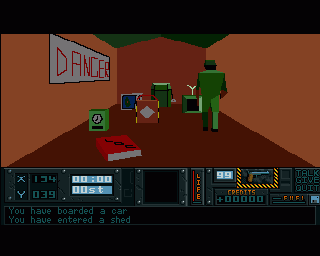 DANGER
X 194
Y 039
00:00
00st
LIFE
99
CREDITS
+00000
TALK
GIVE
QUIT
You have boarded a car
You have entered a shed